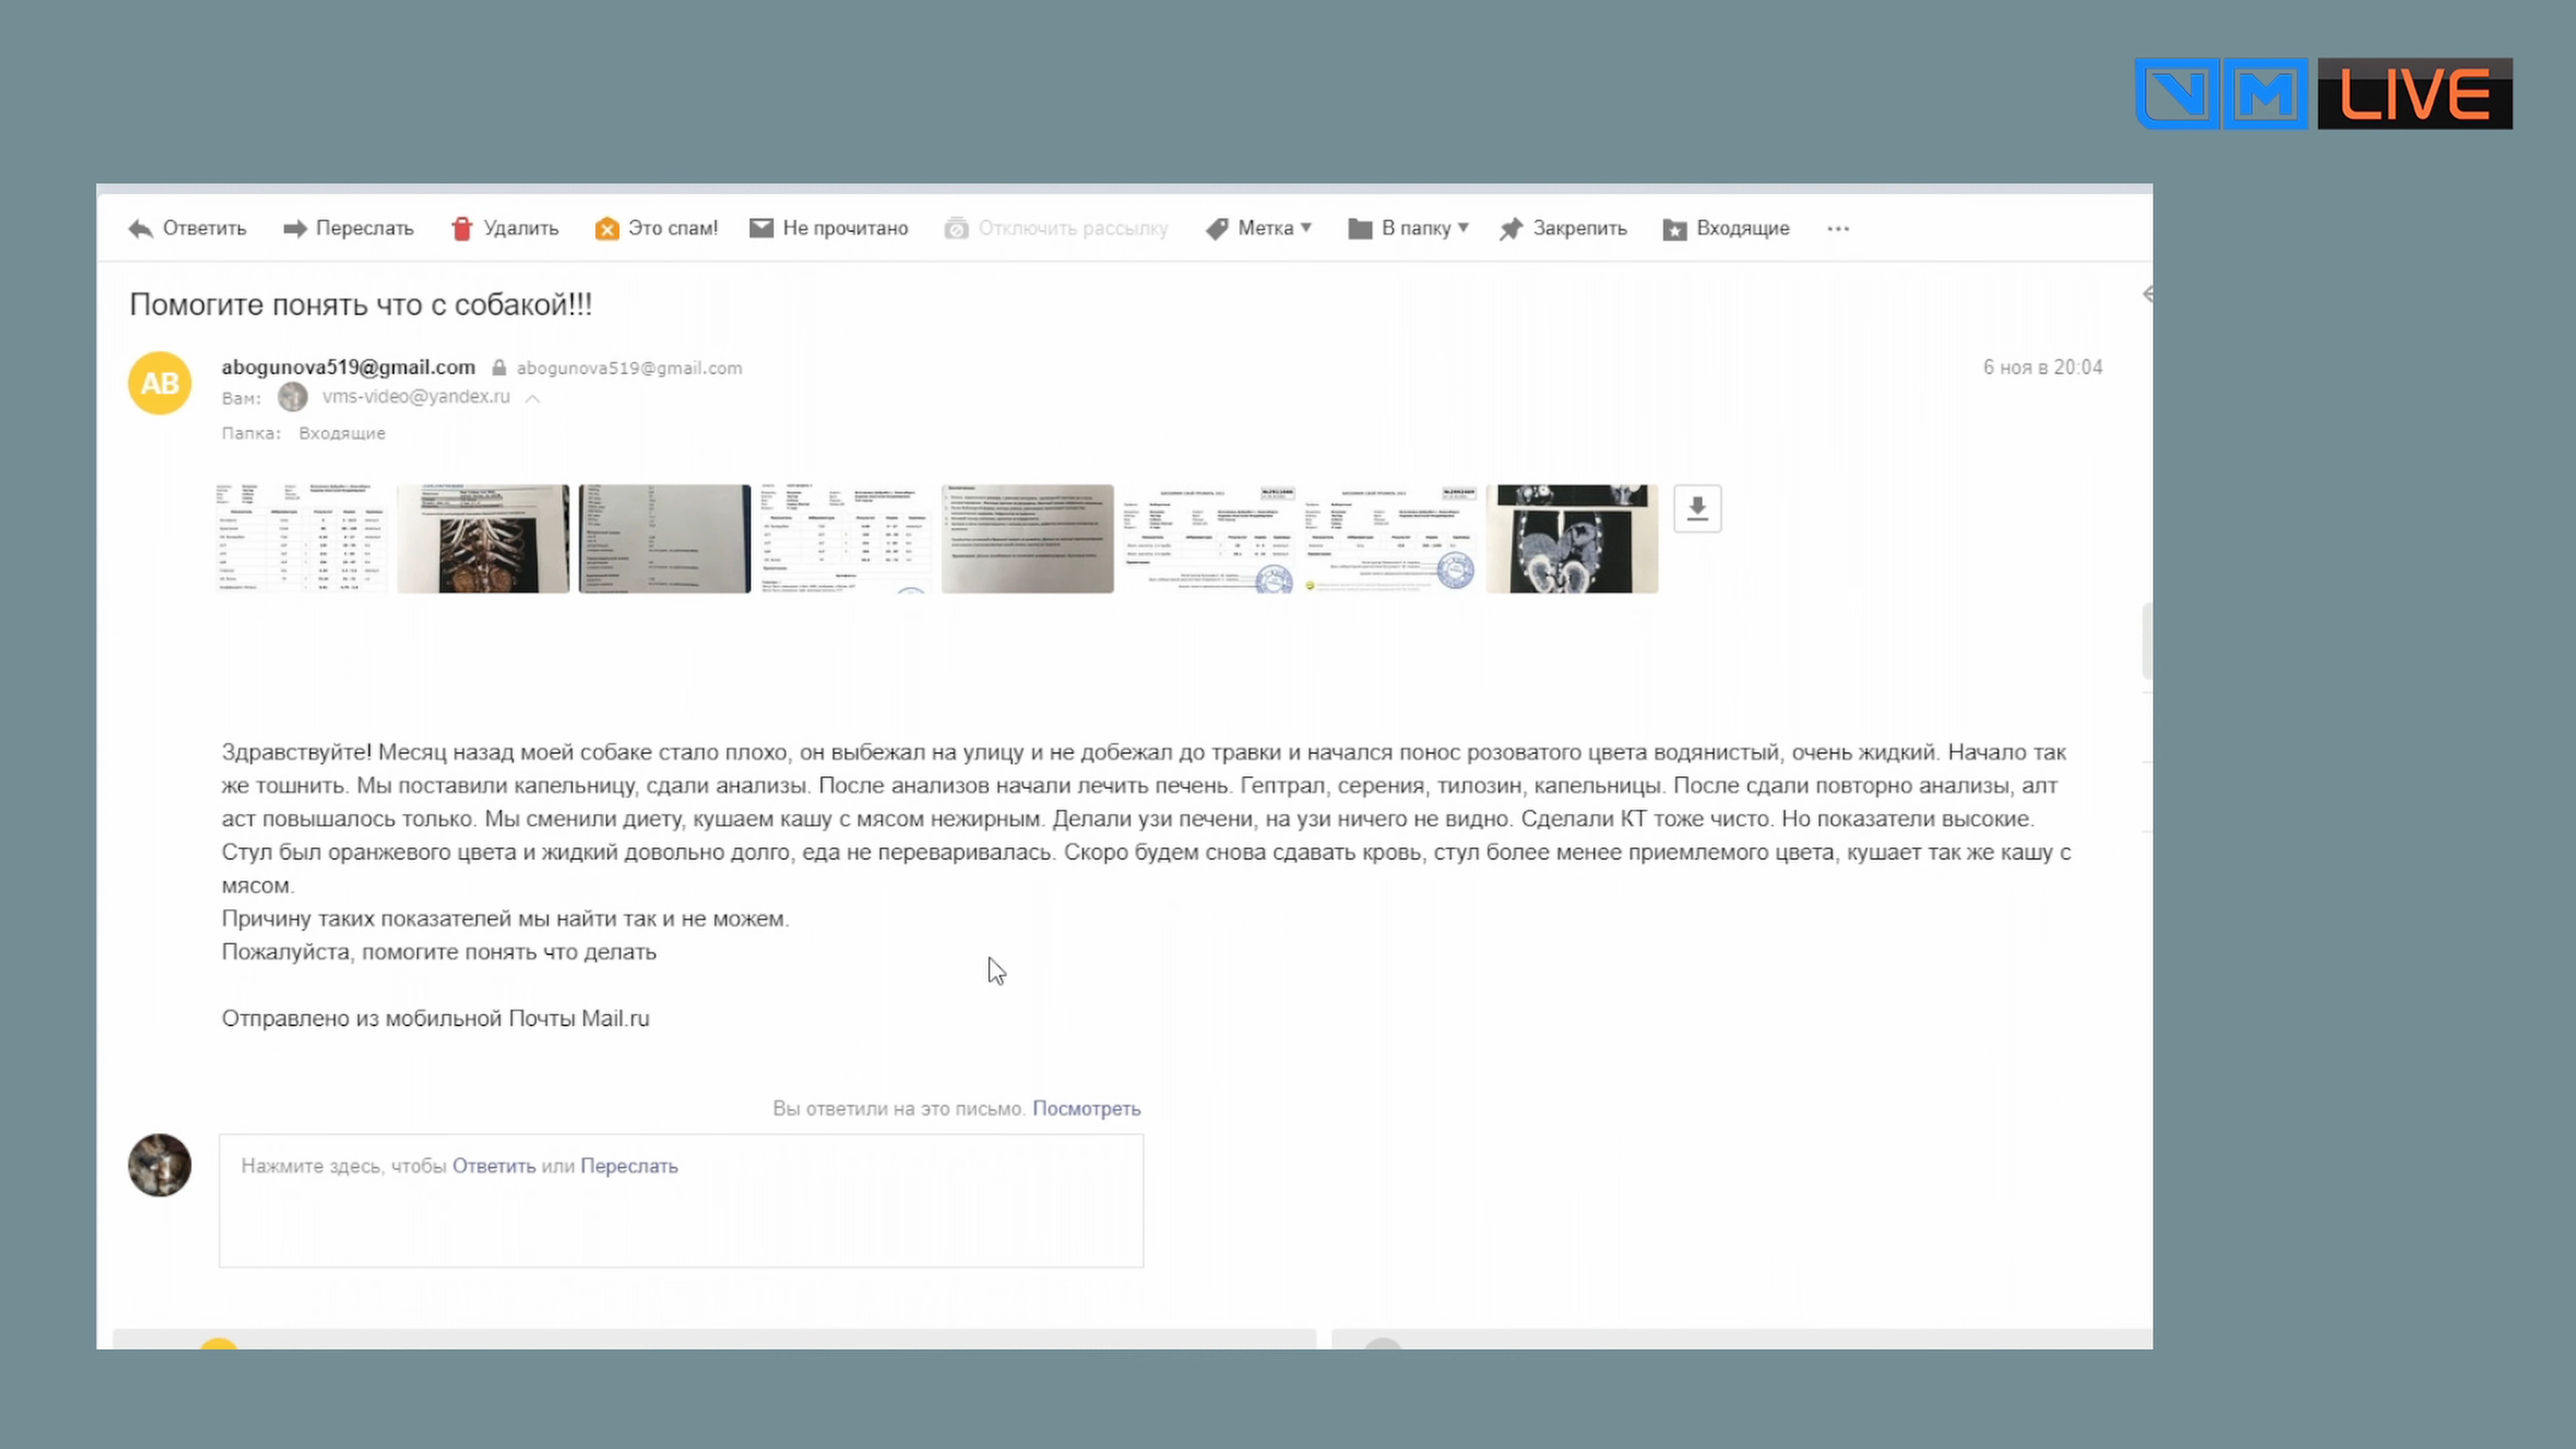 VM LIVE
Ответить Переслать Удалить Это спам! Не прочитано Отключить рассылку Метка В папку Закрепить Входящие
Помогите понять что с собакой!!!
AB
abogunova519@gmail.com abogunova519@gmail.com
6 ноя в 20:04
Вам: vms-video@yandex.ru
Папка: Входящие
Здравствуйте! Месяц назад моей собаке стало плохо, он выбежал на улицу и не добежал до травки и начался понос розоватого цвета водянистый, очень жидкий. Начало так
же тошнить. Мы поставили капельницу, сдали анализы. После анализов начали лечить печень. Гептрал, серения, тилозин, капельницы. После сдали повторно анализы, алт
аст повышалось только. Мы сменили диету, кушаем кашу с мясом нежирным. Делали узи печени, на узи ничего не видно. Сделали КТ тоже чисто. Но показатели высокие.
Стул был оранжевого цвета и жидкий довольно долго, еда не переваривалась. Скоро будем снова сдавать кровь, стул более менее приемлемого цвета, кушает так же кашу с
мясом.
Причину таких показателей мы найти так и не можем.
Пожалуйста, помогите понять что делать
Отправлено из мобильной Почты Mail.ru
Вы ответили на это письмо. Посмотреть
Нажмите здесь, чтобы Ответить или Переслать